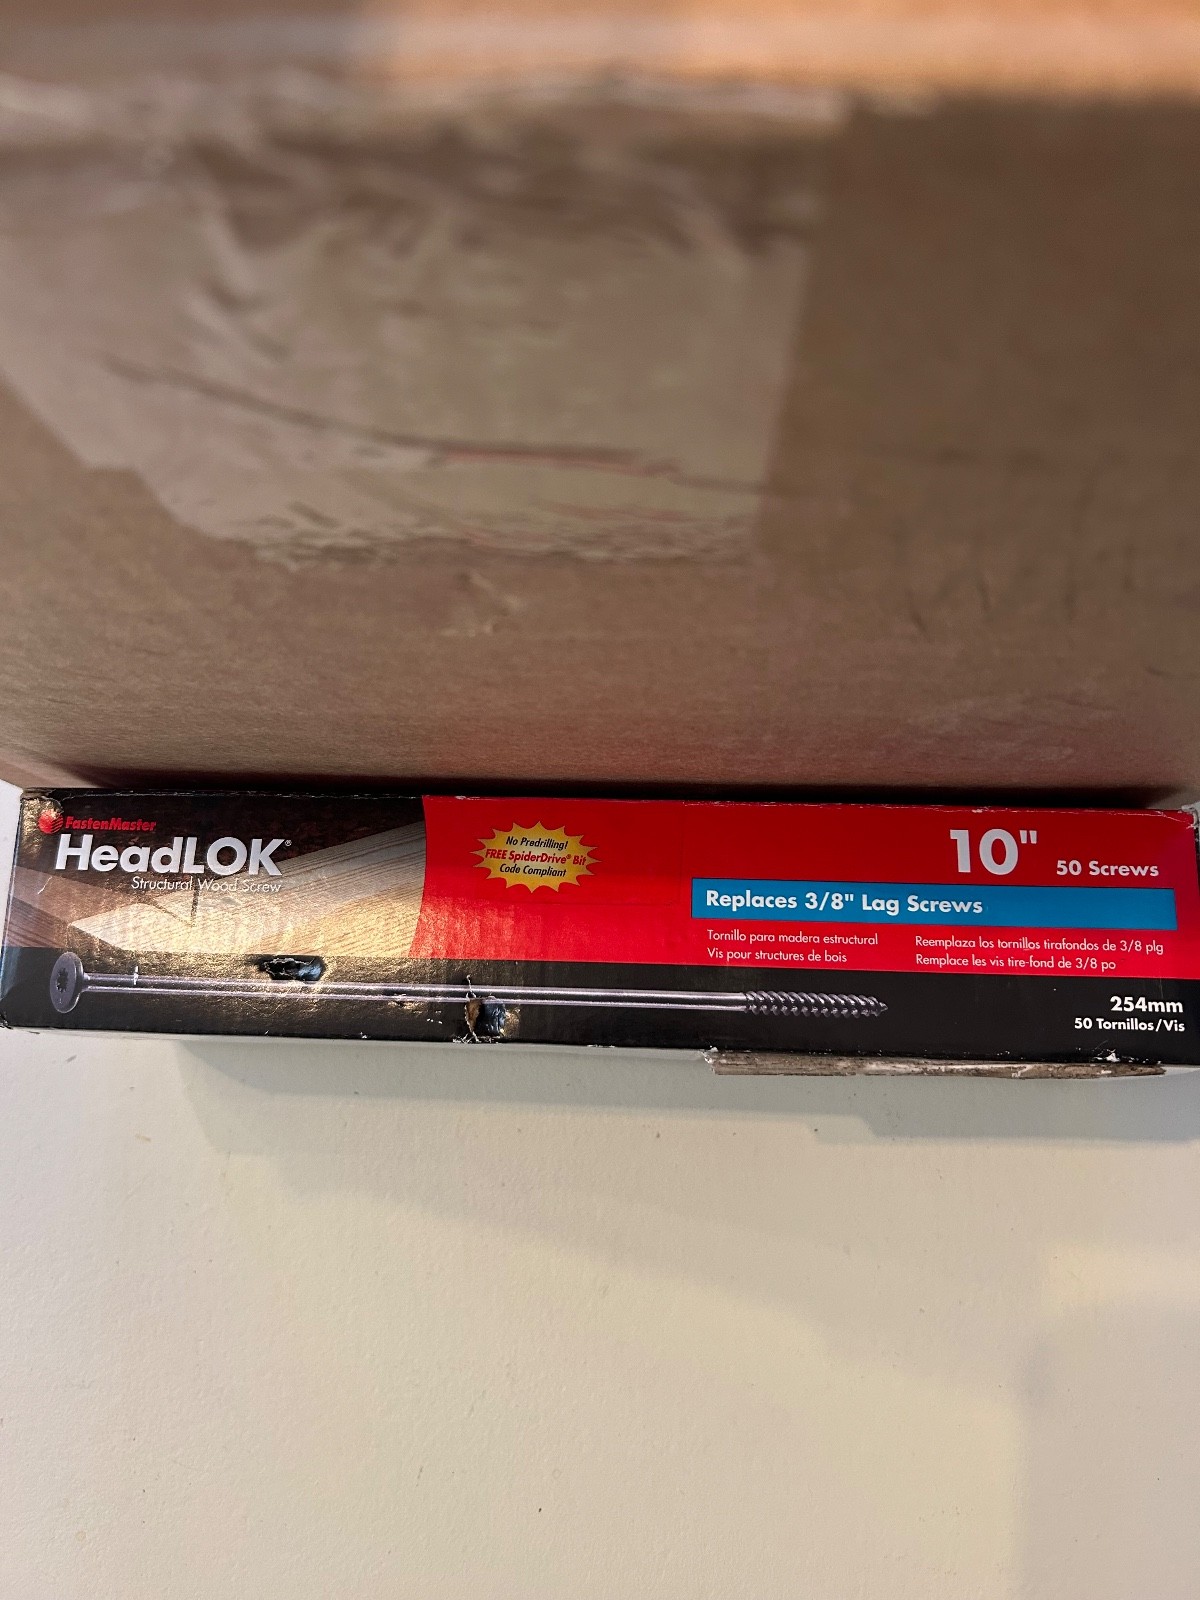 FastenMaster
HeadLOK®
Structural Wood Screw
No Predrilling!
FREE SpiderDrive® Bit
Code Compliant
10" 50 Screws
Replaces 3/8" Lag Screws
Tornillo para madera estructural
Vis pour structures de bois
Reemplaza los tornillos tirafondos de 3/8 plg
Remplace les vis tire-fond de 3/8 po
254mm
50 Tornillos/Vis